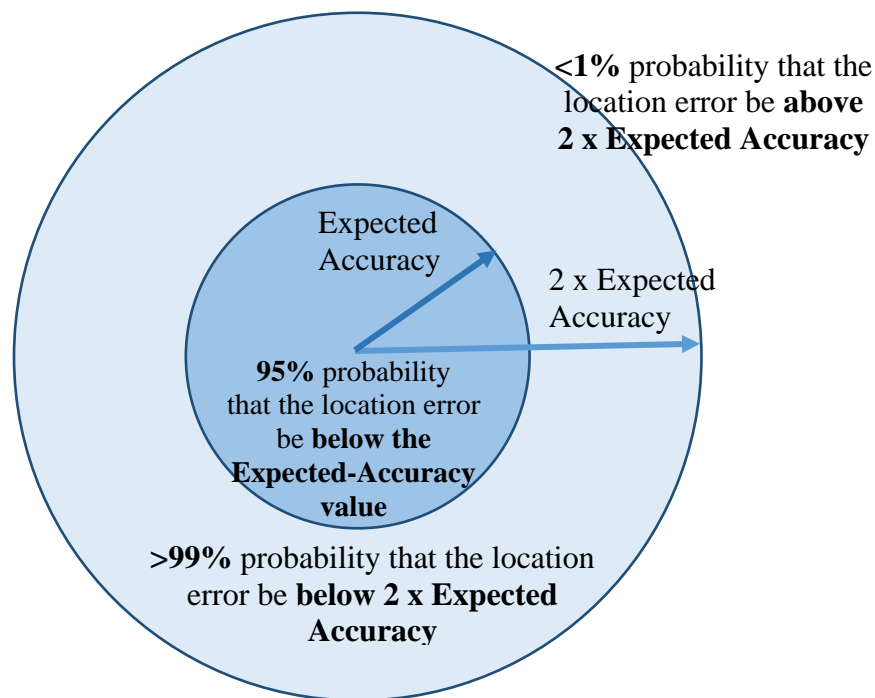 <1% probability that the
location error be above
2 x Expected Accuracy
Expected
Accuracy
2 x Expected
Accuracy
95% probability
that the location error
be below the
Expected-Accuracy
value
>99% probability that the location
error be below 2 x Expected
Accuracy